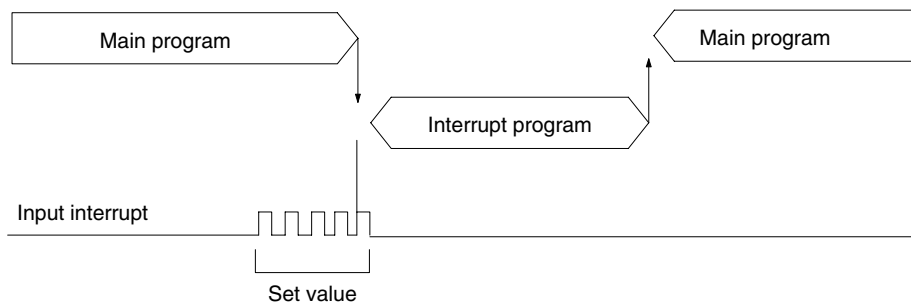 Main program
Main program
Interrupt program
Input interrupt
Set value